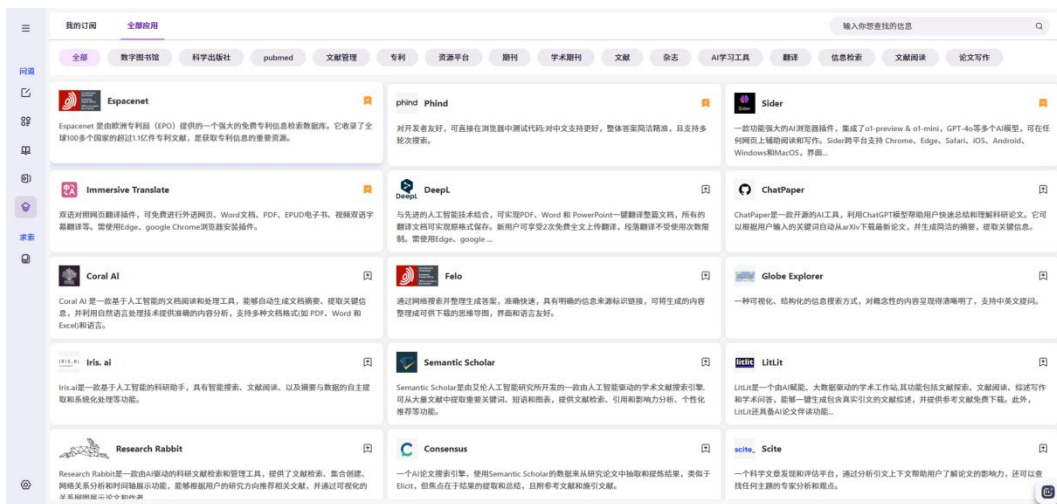 我的订阅 全部应用 输入你想查找的信息
全部 数字图书馆 科学出版社 pubmed 文献管理 专利 资源平台 期刊 学术期刊 文献 杂志 AI学习工具 翻译 信息检索 文献阅读 论文写作
问道
求索
Espacenet
Espacenet 是由欧洲专利局（EPO）提供的一个强大的免费专利信息检索数据库。它收录了全
球100多个国家的超过1.1亿件专利文献，是获取专利信息的重要资源。
phind Phind
对开发者友好，可直接在浏览器中测试代码;对中文支持更好，整体答案简洁精准，且支持多
轮次搜索。
Sider Sider
一款功能强大的AI浏览器插件，集成了o1-preview & o1-mini，GPT-4o等多个AI模型，可在任
何网页上辅助阅读和写作。Sider跨平台支持 Chrome、Edge、Safari、iOS、Android、
Windows和MacOS，界面...
Immersive Translate
双语对照网页翻译插件，可免费进行外语网页、Word文档、PDF、EPUD电子书、视频双语字
幕翻译等。需使用Edge、google Chrome浏览器安装插件。
DeepL DeepL
与先进的人工智能技术结合，可实现PDF、Word 和 PowerPoint一键翻译整篇文档，所有的
翻译文档可实现原格式保存。新用户可享受2次免费全文上传翻译，段落翻译不受使用次数限
制。需使用Edge、google ...
ChatPaper
ChatPaper是一款开源的AI工具，利用ChatGPT模型帮助用户快速总结和理解科研论文。它可
以根据用户输入的关键词自动从arXiv下载最新论文，并生成简洁的摘要，提取关键信息。
Coral AI
Coral AI 是一款基于人工智能的文档阅读和处理工具，能够自动生成文档摘要、提取关键信
息，并利用自然语言处理技术提供准确的内容分析，支持多种文档格式(如 PDF、Word 和
Excel)和语言。
Felo
通过网络搜索并整理生成答案，准确快速，具有明确的信息来源标识链接，可将生成的内容
整理成可供下载的思维导图，界面和语言友好。
Globe Explorer
一种可视化、结构化的信息搜索方式，对概念性的内容呈现得清晰明了，支持中英文提问。
IRIS.AI Iris. ai
Iris.ai是一款基于人工智能的科研助手，具有智能搜索、文献阅读、以及摘要与数据的自主提
取和系统化处理等功能。
Semantic Scholar
Semantic Scholar是由艾伦人工智能研究所开发的一款由人工智能驱动的学术文献搜索引擎.
可从大量文献中提取重要关键词、短语和图表，提供文献检索、引用和影响力分析、个性化
推荐等功能。
litlit LitLit
LitLit是一个由AI赋能、大数据驱动的学术工作站,其功能包括文献探索、文献阅读、综述写作
和学术问答，能够一键生成包含真实引文的文献综述，并提供参考文献免费下载。此外，
LitLit还具备AI论文伴读功能...
Research Rabbit
Research Rabbit是一款由AI驱动的科研文献检索和管理工具，提供了文献检索、集合创建、
网络关系分析和时间轴展示功能，能够根据用户的研究方向推荐相关文献，并通过可视化的
关系网图展示论文和作者
Consensus
一个AI论文搜索引擎，使用Semantic Scholar的数据来从研究论文中抽取和提炼结果，类似于
Elicit，但焦点在于结果的提取和总结，且附参考文献和施引文献。
scite_ Scite
一个科学文章发现和评估平台，通过分析引文上下文帮助用户了解论文的影响力，还可以查
找任何主题的专家分析和观点。